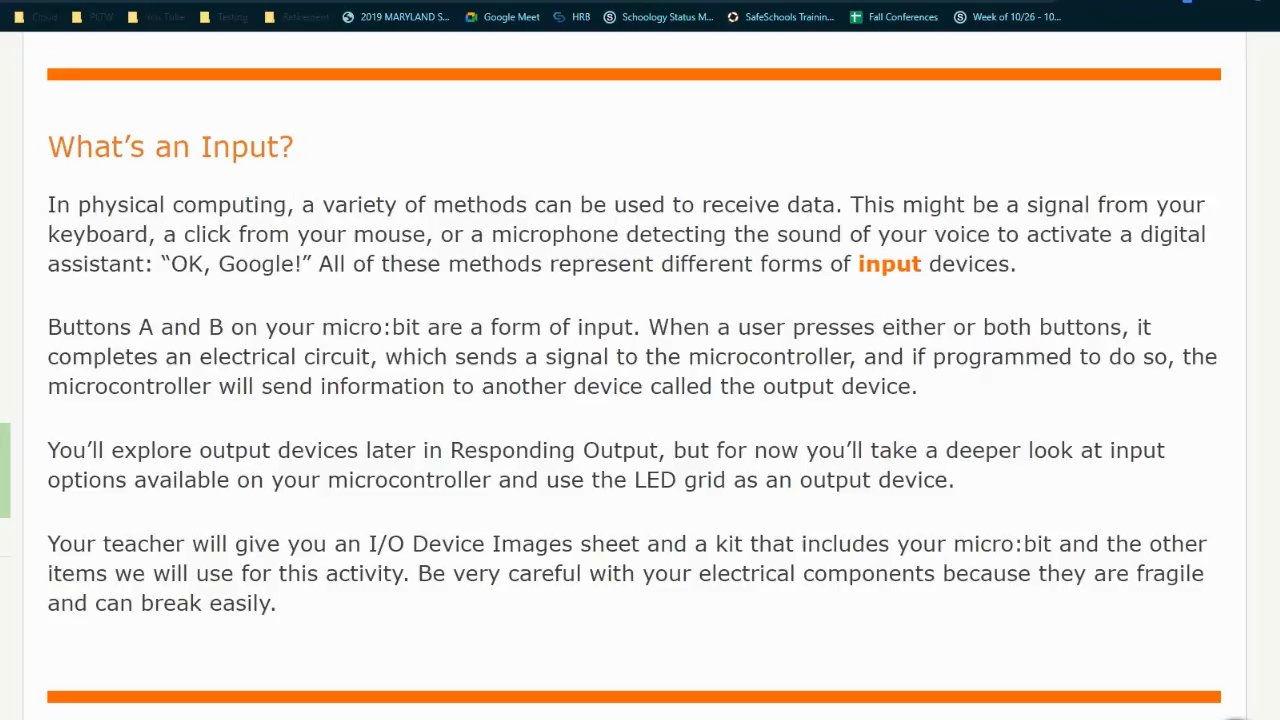 Cloud PLTW You Tube Testing Retirement 2019 MARYLAND S... Google Meet HRB Schoology Status M... SafeSchools Trainin... Fall Conferences Week of 10/26 - 10...
What’s an Input?
In physical computing, a variety of methods can be used to receive data. This might be a signal from your
keyboard, a click from your mouse, or a microphone detecting the sound of your voice to activate a digital
assistant: “OK, Google!” All of these methods represent different forms of input devices.
Buttons A and B on your micro:bit are a form of input. When a user presses either or both buttons, it
completes an electrical circuit, which sends a signal to the microcontroller, and if programmed to do so, the
microcontroller will send information to another device called the output device.
You’ll explore output devices later in Responding Output, but for now you’ll take a deeper look at input
options available on your microcontroller and use the LED grid as an output device.
Your teacher will give you an I/O Device Images sheet and a kit that includes your micro:bit and the other
items we will use for this activity. Be very careful with your electrical components because they are fragile
and can break easily.